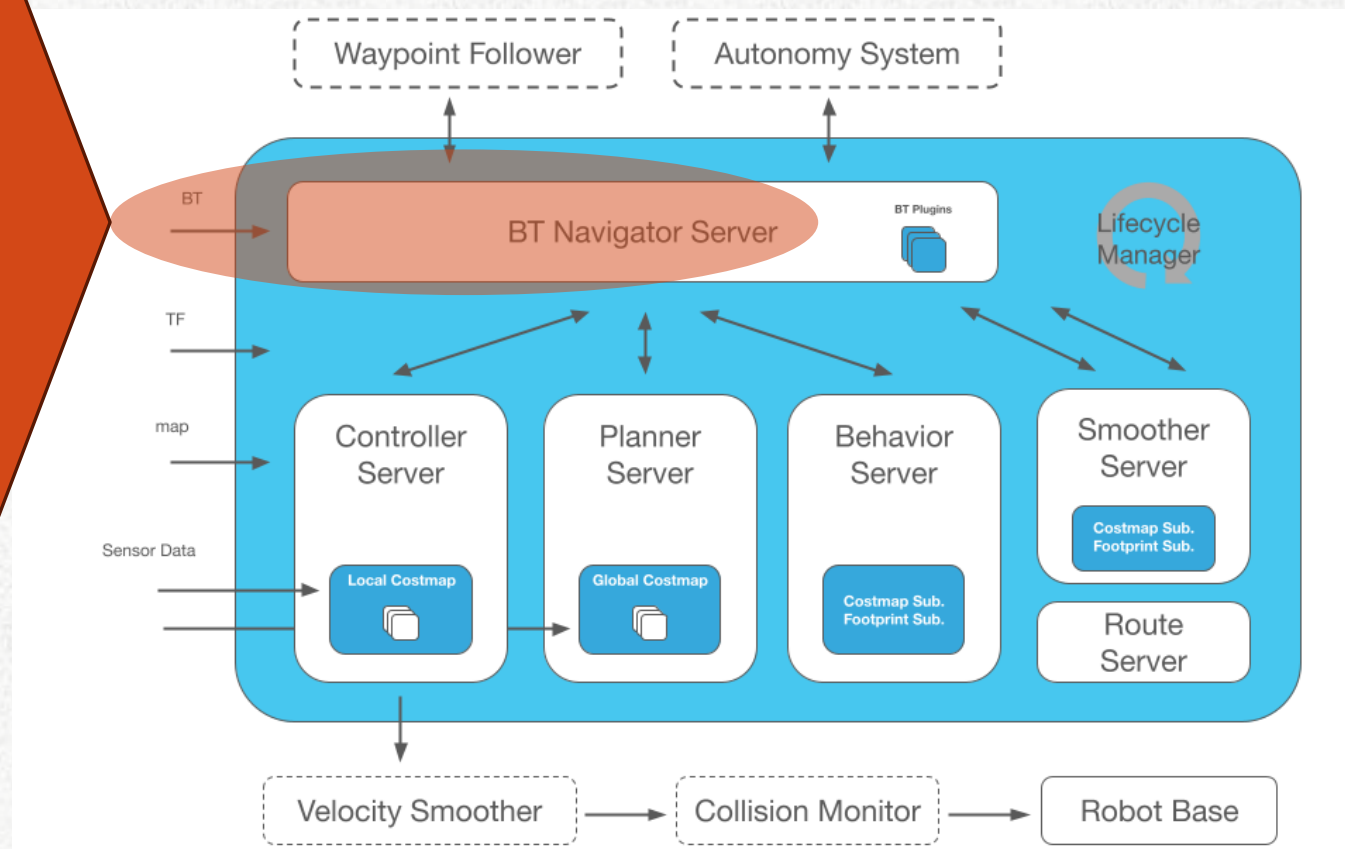 Waypoint Follower
Autonomy System
BT
BT Navigator Server
BT Plugins
Lifecycle
Manager
TF
map
Sensor Data
Controller
Server
Local Costmap
Planner
Server
Global Costmap
Behavior
Server
Costmap Sub.
Footprint Sub.
Smoother
Server
Costmap Sub.
Footprint Sub.
Route
Server
Velocity Smoother
Collision Monitor
Robot Base